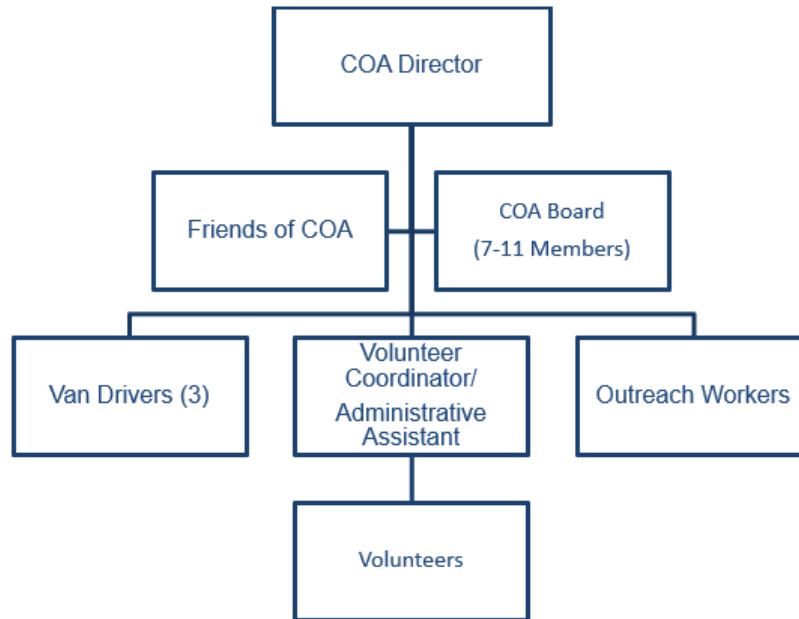 COA Director
Friends of COA
COA Board
(7-11 Members)
Van Drivers (3)
Volunteer
Coordinator/
Administrative
Assistant
Outreach Workers
Volunteers